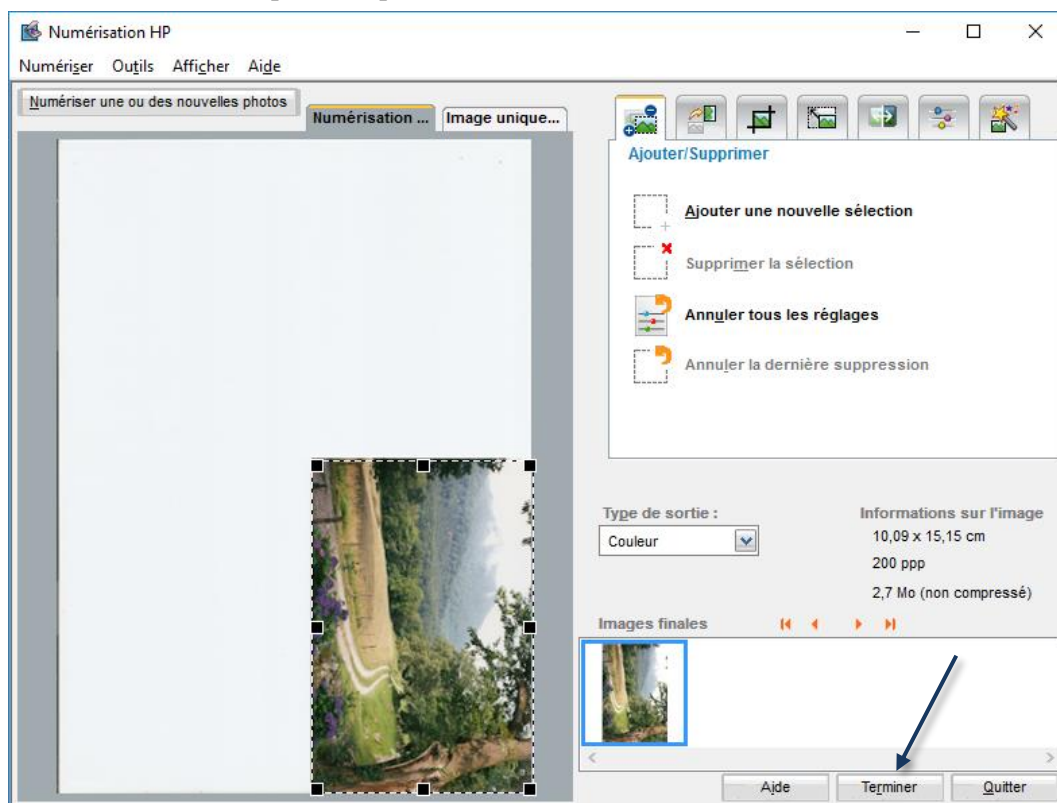 Numérisation HP
Numériser Outils Afficher Aide
Numériser une ou des nouvelles photos
Numérisation ... Image unique...
Ajouter/Supprimer
Ajouter une nouvelle sélection
Supprimer la sélection
Annuler tous les réglages
Annuler la dernière suppression
Type de sortie :
Couleur
Informations sur l'image
10,09 x 15,15 cm
200 ppp
2,7 Mo (non compressé)
Images finales
Aide Terminer Quitter